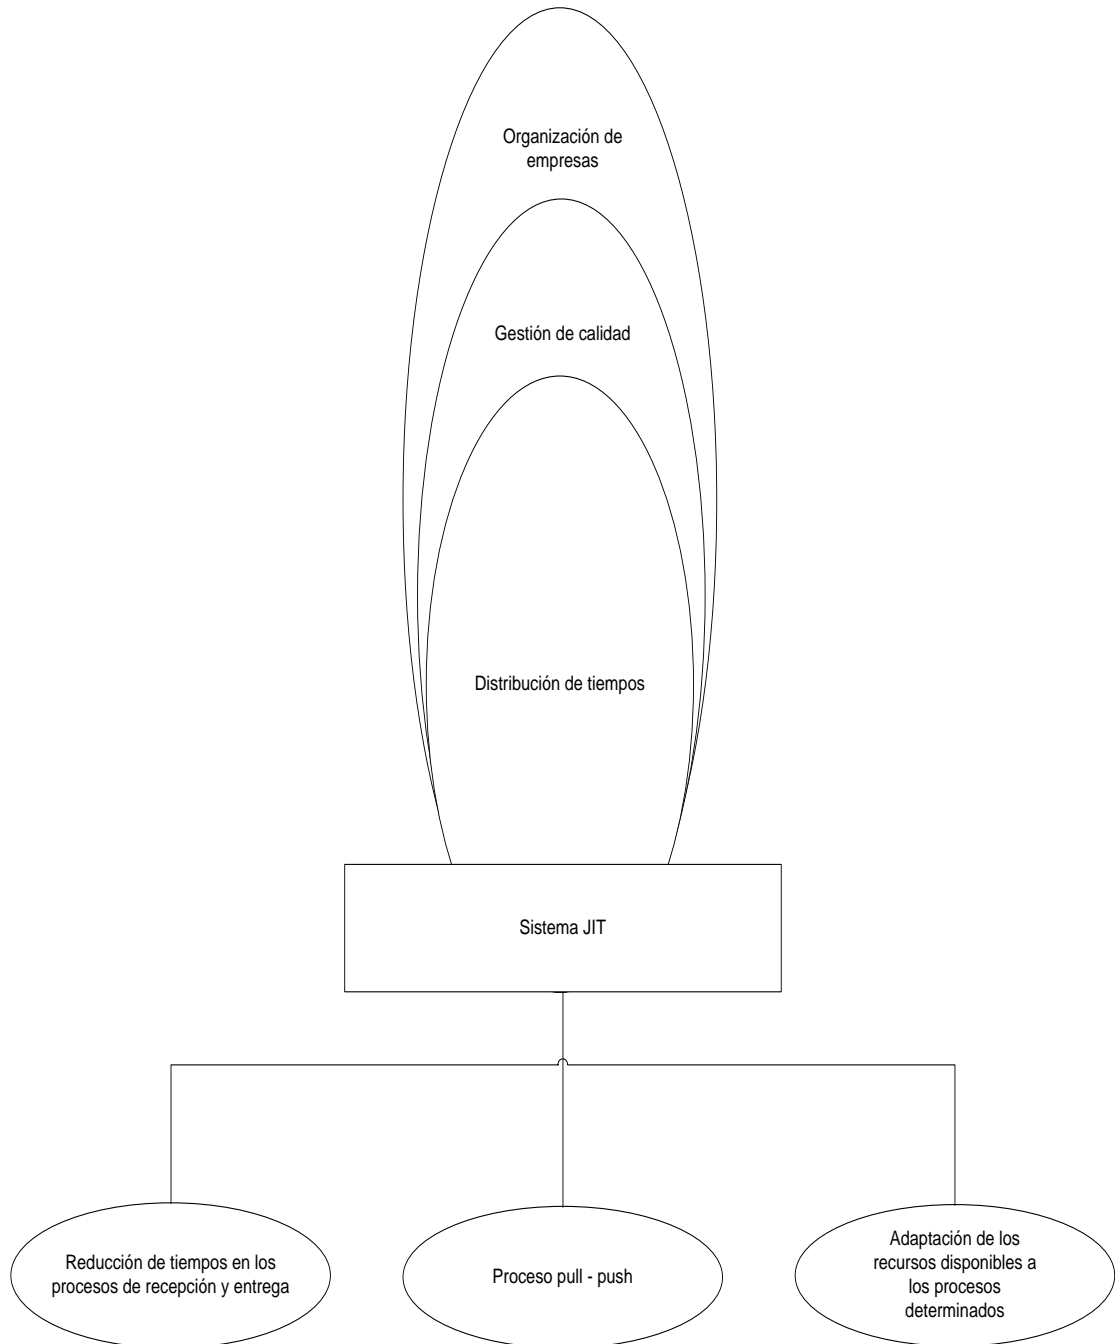 Organización de
empresas
Gestión de calidad
Distribución de tiempos
Sistema JIT
Reducción de tiempos en los
procesos de recepción y entrega
Proceso pull - push
Adaptación de los
recursos disponibles a
los procesos
determinados